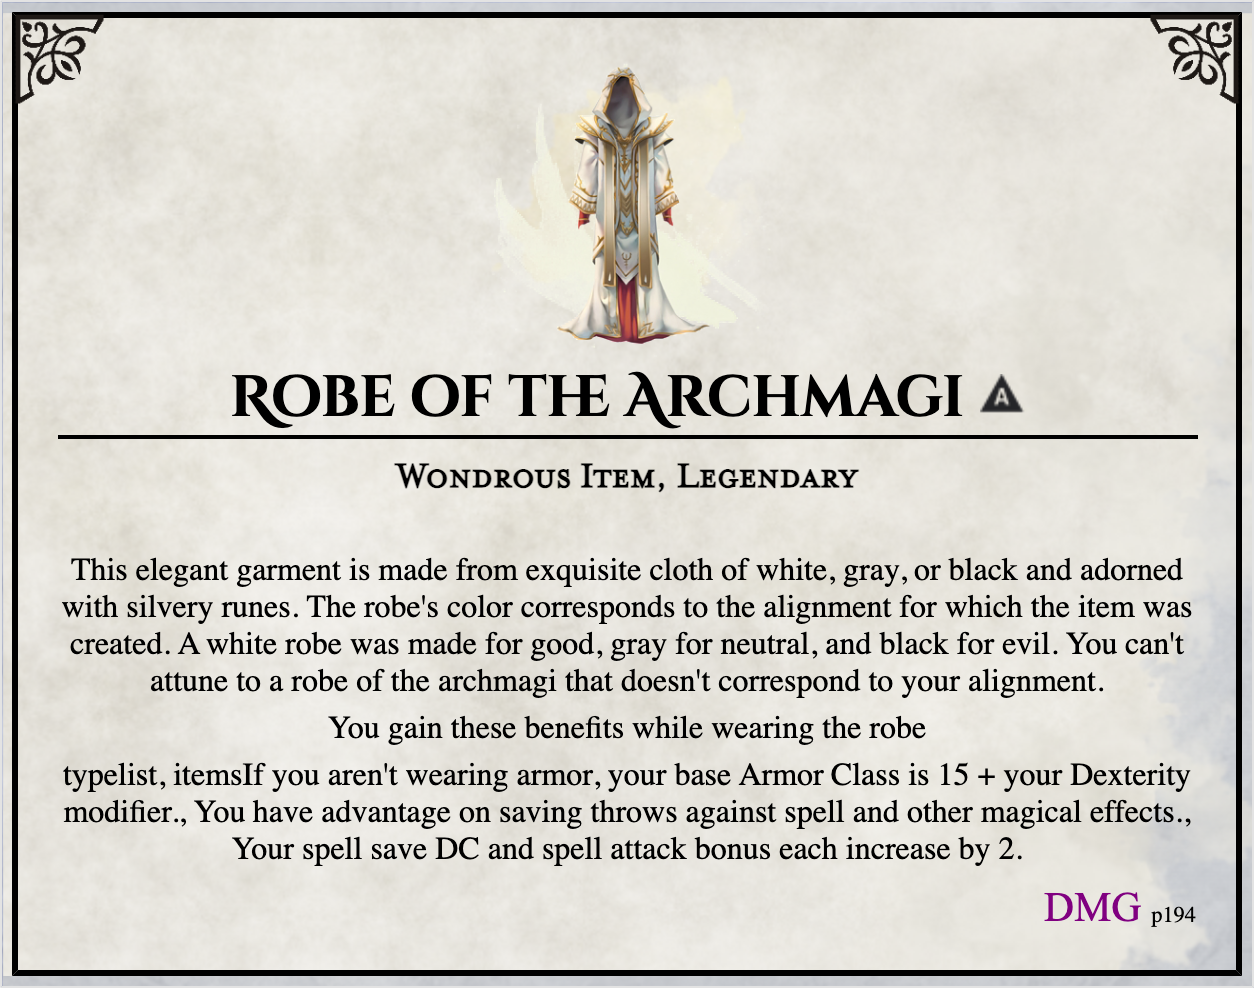 Robe of the Archmagi A
Wondrous Item, Legendary
This elegant garment is made from exquisite cloth of white, gray, or black and adorned
with silvery runes. The robe's color corresponds to the alignment for which the item was
created. A white robe was made for good, gray for neutral, and black for evil. You can't
attune to a robe of the archmagi that doesn't correspond to your alignment.
You gain these benefits while wearing the robe
typelist, itemsIf you aren't wearing armor, your base Armor Class is 15 + your Dexterity
modifier., You have advantage on saving throws against spell and other magical effects.,
Your spell save DC and spell attack bonus each increase by 2.
DMG p194